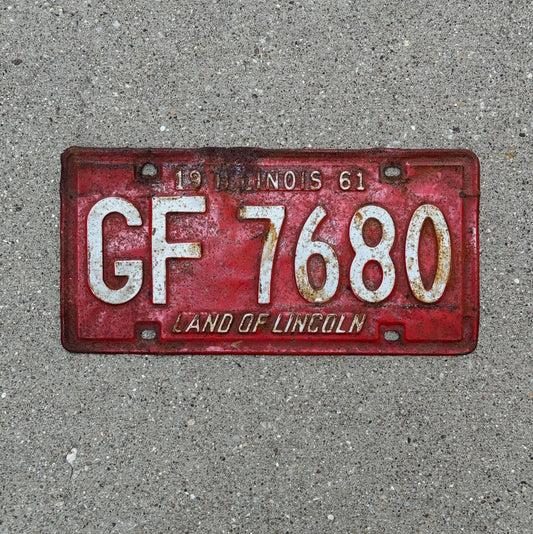 19 ILLINOIS 61
GF 7680
LAND OF LINCOLN